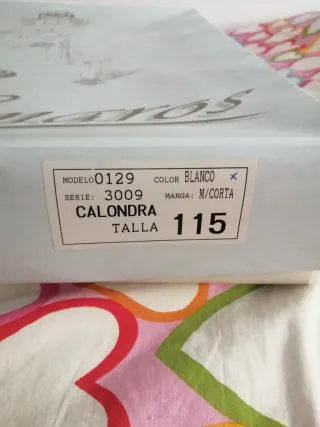 MODELO 0129 COLOR BLANCO x
SERIE: 3009 MANGA: M/CORTA
CALONDRA
TALLA 115